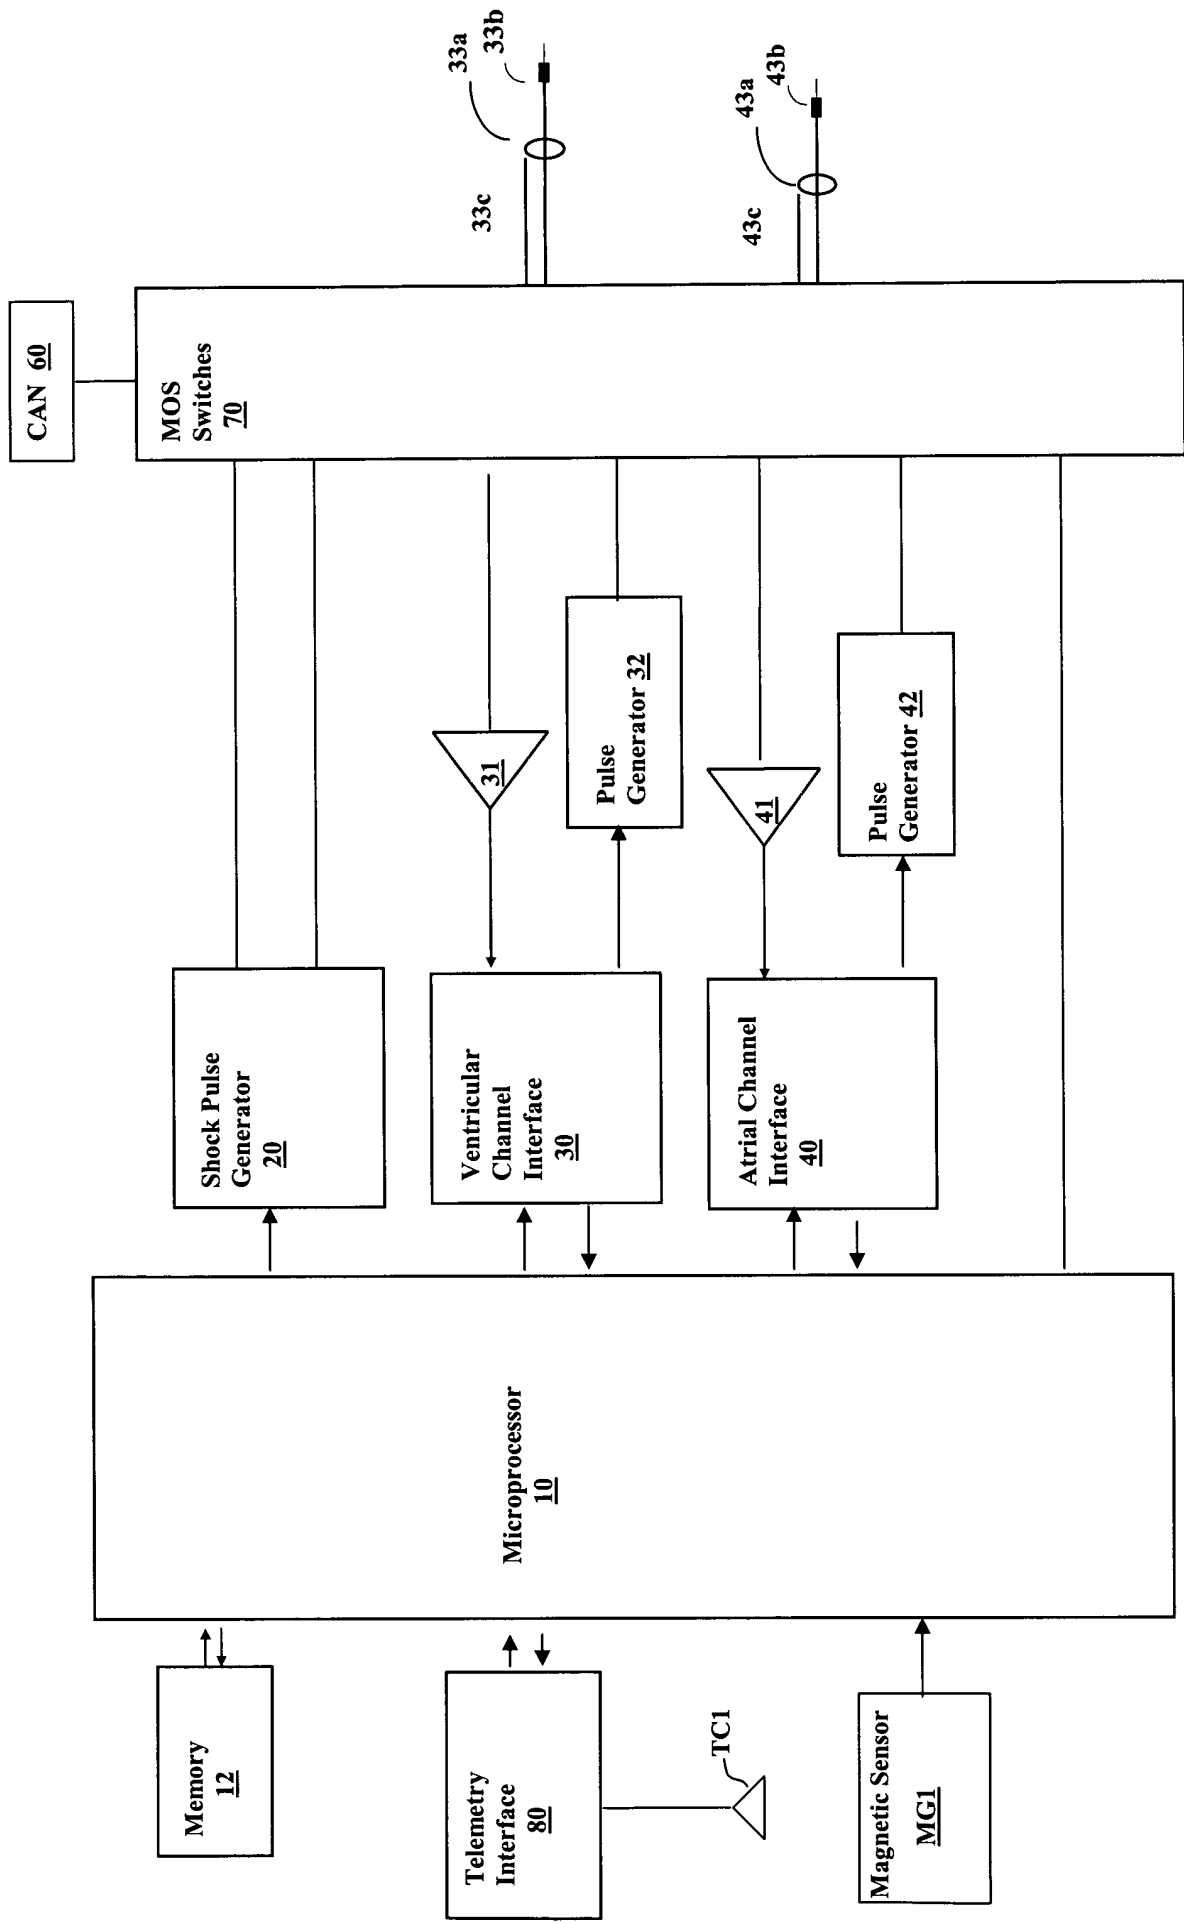 CAN 60
MOS
Switches
70
33a
33b
33c
43a
43b
43c
Shock Pulse
Generator
20
31
Pulse
Generator 32
Ventricular
Channel
Interface
30
41
Pulse
Generator 42
Atrial Channel
Interface
40
Microprocessor
10
Memory
12
Telemetry
Interface
80
TC1
Magnetic Sensor
MG1